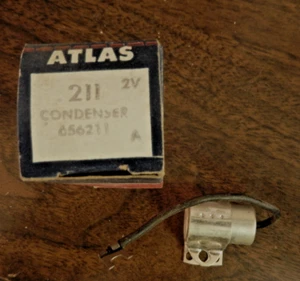 ATLAS
211 2V
CONDENSER
656211
A